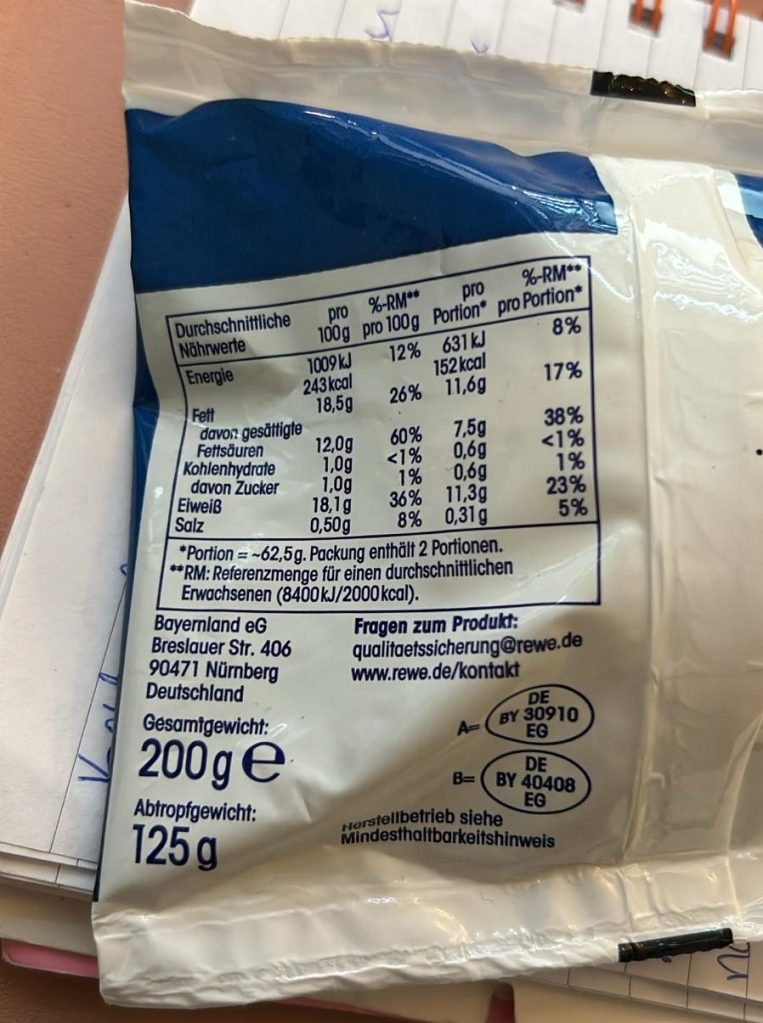 Durchschnittliche Nährwerte pro 100g %-RM** pro 100g pro Portion* %-RM** pro Portion*
Energie 1009 kJ 12% 631 kJ 8%
243 kcal 152 kcal
Fett 18,5g 26% 11,6g 17%
davon gesättigte
Fettsäuren 12,0g 60% 7,5g 38%
Kohlenhydrate 1,0g <1% 0,6g <1%
davon Zucker 1,0g 1% 0,6g 1%
Eiweiß 18,1g 36% 11,3g 23%
Salz 0,50g 8% 0,31g 5%
*Portion = ~62,5g. Packung enthält 2 Portionen.
**RM: Referenzmenge für einen durchschnittlichen
Erwachsenen (8400 kJ/2000 kcal).
Bayernland eG
Breslauer Str. 406
90471 Nürnberg
Deutschland
Fragen zum Produkt:
qualitaetssicherung@rewe.de
www.rewe.de/kontakt
Gesamtgewicht:
200 g e
Abtropfgewicht:
125 g
A= DE
BY 30910
EG
B= DE
BY 40408
EG
Herstellbetrieb siehe
Mindesthaltbarkeitshinweis